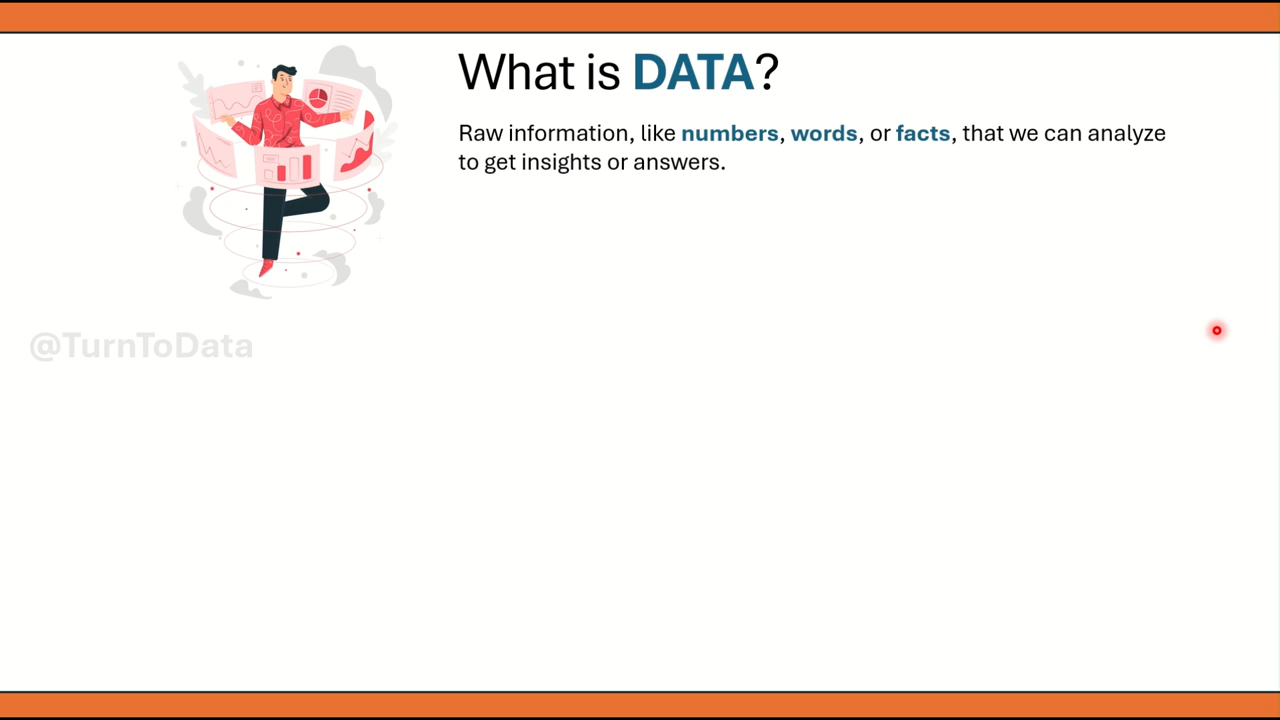 What is DATA?
Raw information, like numbers, words, or facts, that we can analyze
to get insights or answers.
@TurnToData